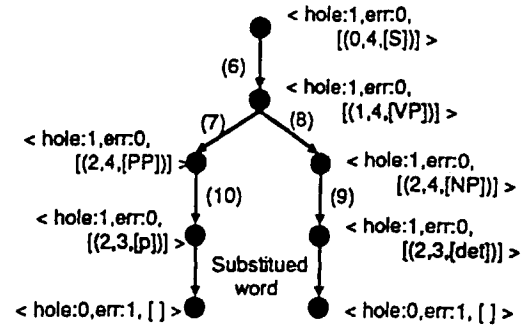 < hole:1,err:0,
[(0,4,[S])] >
(6)
< hole:1,err:0,
[(1,4,[VP])] >
(7)
(8)
< hole:1,err:0,
[(2,4,[PP])] >
< hole:1,err:0,
[(2,4,[NP])] >
(10)
(9)
< hole:1,err:0,
[(2,3,[p])] >
< hole:1,err:0,
[(2,3,[det])] >
Substitued
word
< hole:0,err:1, [ ] >
< hole:0,err:1, [ ] >